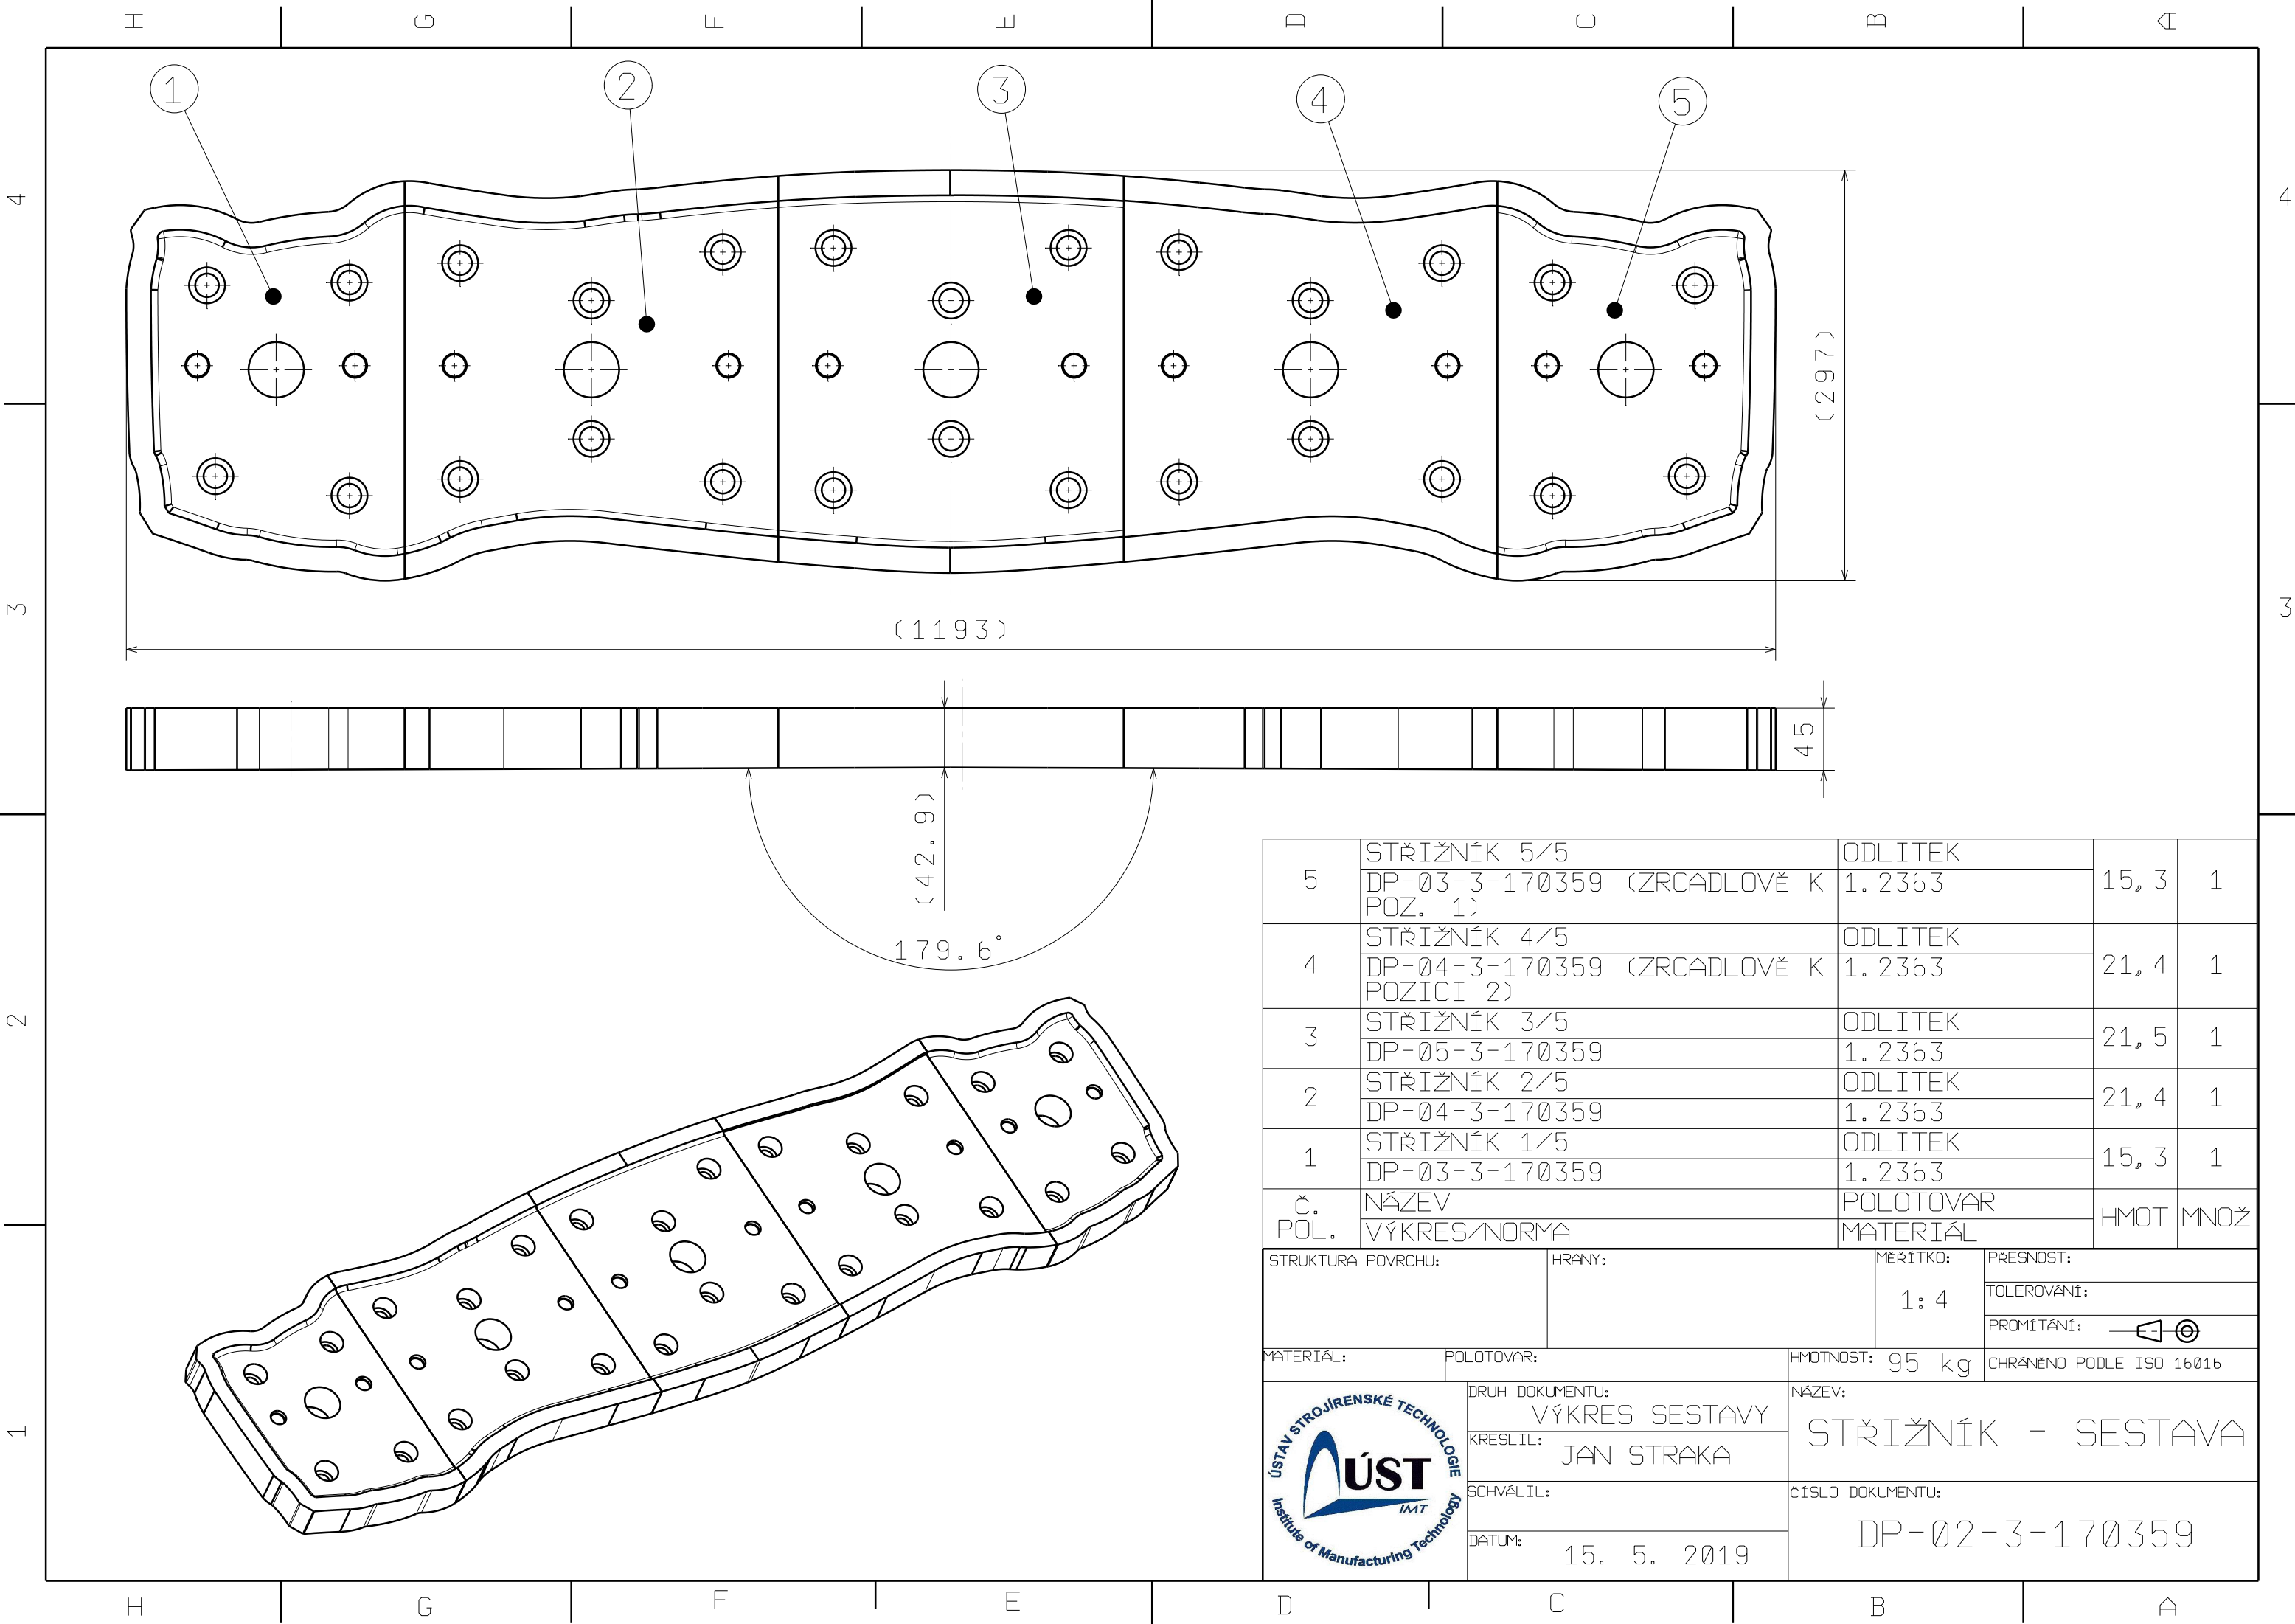 H G F E D C B A
1 2 3 4 5
4 4
(297)
3 3
(1193)
45
(42.9)
179.6°
5 STŘIŽNÍK 5/5 ODLITEK 15,3 1
DP-03-3-170359 (ZRCADLOVĚ K 1.2363
POZ. 1)
4 STŘIŽNÍK 4/5 ODLITEK 21,4 1
DP-04-3-170359 (ZRCADLOVĚ K 1.2363
POZICI 2)
3 STŘIŽNÍK 3/5 ODLITEK 21,5 1
DP-05-3-170359 1.2363
2 STŘIŽNÍK 2/5 ODLITEK 21,4 1
DP-04-3-170359 1.2363
1 STŘIŽNÍK 1/5 ODLITEK 15,3 1
DP-03-3-170359 1.2363
Č. POL. NÁZEV POLOTOVAR HMOT MNOŽ
VÝKRES/NORMA MATERIÁL
2
1
STRUKTURA POVRCHU: HRANY: MĚŘÍTKO: PŘESNOST:
1:4 TOLEROVÁNÍ:
PROMÍTÁNÍ:
MATERIÁL: POLOTOVAR: HMOTNOST: 95 kg CHRÁNĚNO PODLE ISO 16016
ÚSTAV STROJÍRENSKÉ TECHNOLOGIE
ÚST
IMT
Institute of Manufacturing Technology
DRUH DOKUMENTU:
VÝKRES SESTAVY
KRESLIL: JAN STRAKA
SCHVÁLIL:
DATUM: 15. 5. 2019
NÁZEV:
STŘIŽNÍK - SESTAVA
ČÍSLO DOKUMENTU:
DP-02-3-170359
H G F E D C B A